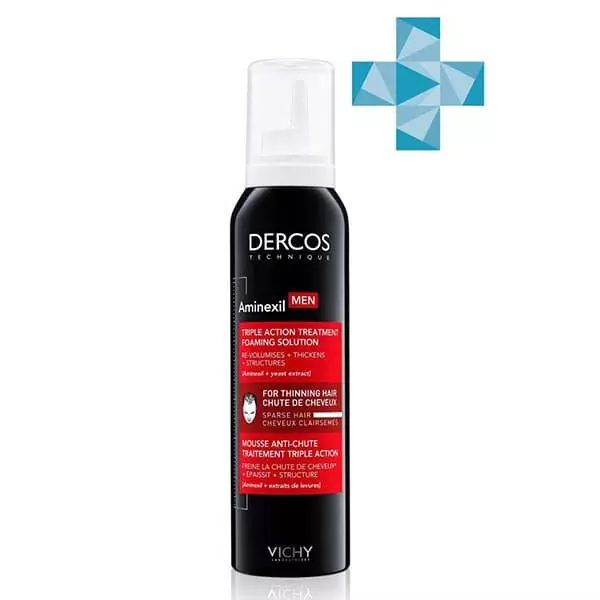 DERCOS
TECHNIQUE
Aminexil MEN
TRIPLE ACTION TREATMENT
FOAMING SOLUTION
RE-VOLUMISES + THICKENS
+ STRUCTURES
[Aminexil + yeast extract]
FOR THINNING HAIR
CHUTE DE CHEVEUX
SPARSE HAIR
CHEVEUX CLAIRSEMÉS
MOUSSE ANTI-CHUTE
TRAITEMENT TRIPLE ACTION
FREINE LA CHUTE DE CHEVEUX*
+ ÉPAISSIT + STRUCTURE
[Aminexil + extraits de levures]
VICHY
LABORATOIRES